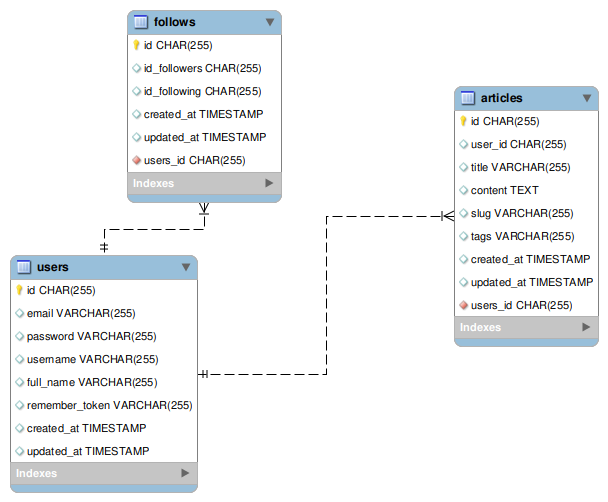 follows
id CHAR(255)
id_followers CHAR(255)
id_following CHAR(255)
created_at TIMESTAMP
updated_at TIMESTAMP
users_id CHAR(255)
Indexes
articles
id CHAR(255)
user_id CHAR(255)
title VARCHAR(255)
content TEXT
slug VARCHAR(255)
tags VARCHAR(255)
created_at TIMESTAMP
updated_at TIMESTAMP
users_id CHAR(255)
Indexes
users
id CHAR(255)
email VARCHAR(255)
password VARCHAR(255)
username VARCHAR(255)
full_name VARCHAR(255)
remember_token VARCHAR(255)
created_at TIMESTAMP
updated_at TIMESTAMP
Indexes